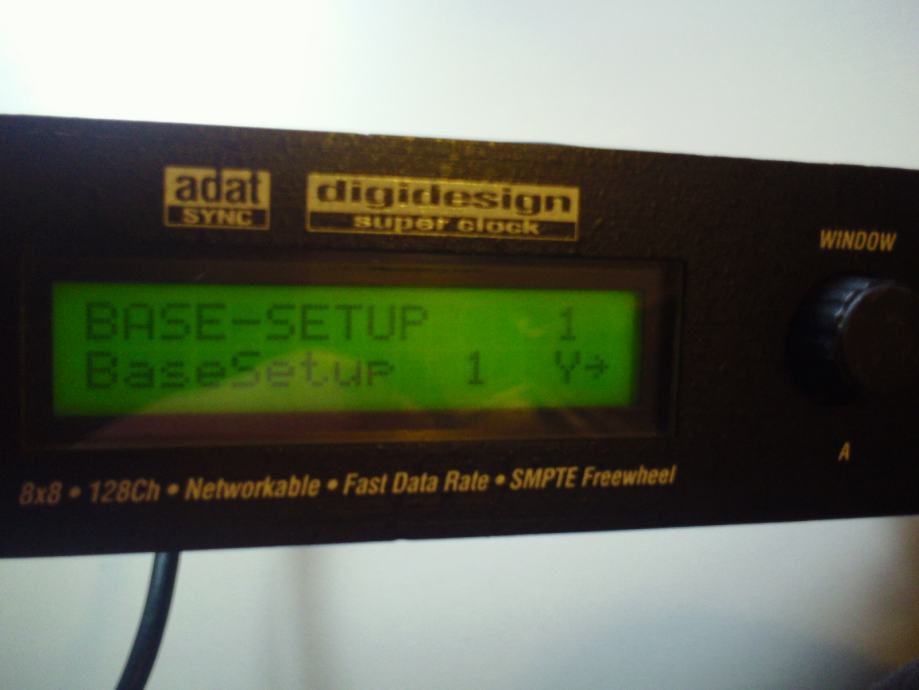 adat
SYNC
digidesign
super clock
WINDOW
BASE-SETUP 1
BaseSetup 1 Y→
A
8x8 • 128Ch • Networkable • Fast Data Rate • SMPTE Freewheel